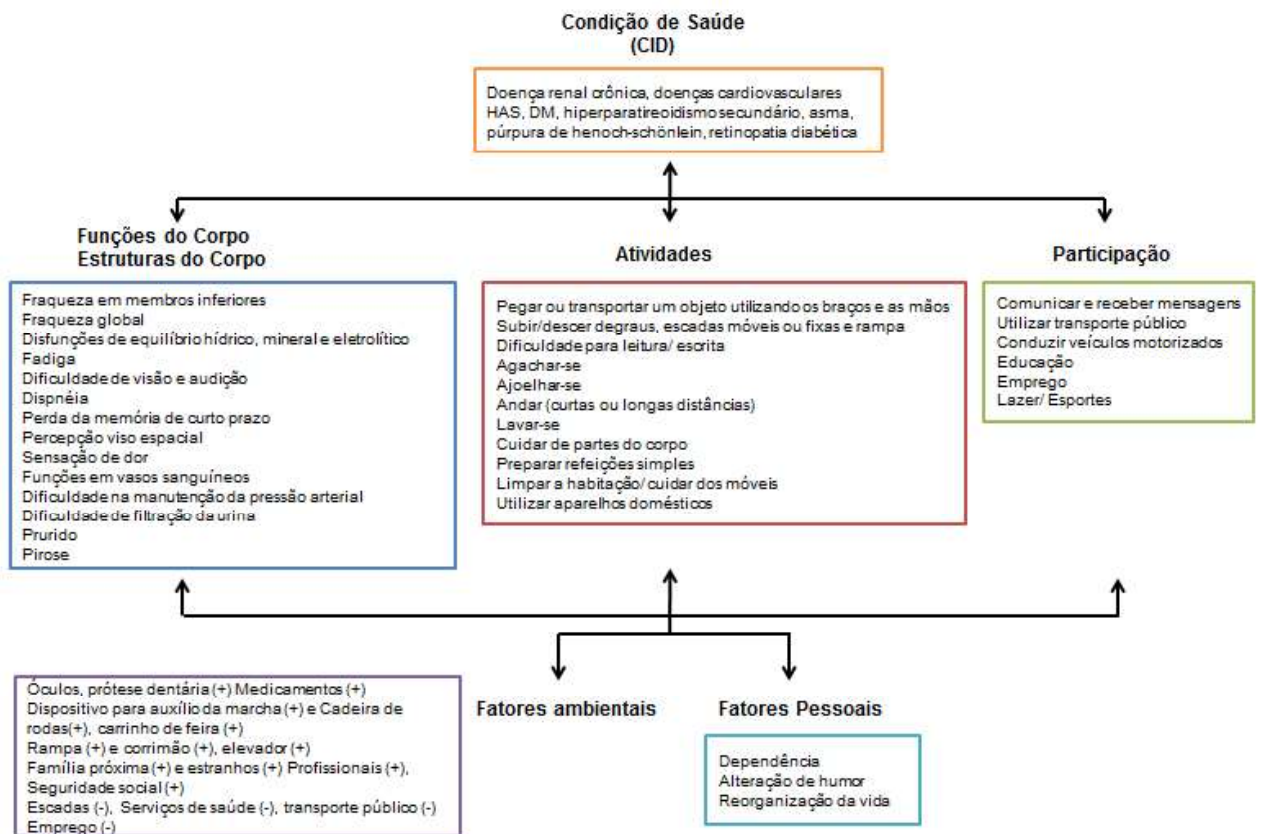 Condição de Saúde
(CID)
Doença renal crônica, doenças cardiovasculares
HAS, DM, hiperparatireoidismo secundário, asma,
púrpura de henoch-schönlein, retinopatia diabética
Funções do Corpo
Estruturas do Corpo
Fraqueza em membros inferiores
Fraqueza global
Disfunções de equilíbrio hídrico, mineral e eletrolítico
Fadiga
Dificuldade de visão e audição
Dispnéia
Perda da memória de curto prazo
Percepção viso espacial
Sensação de dor
Funções em vasos sanguíneos
Dificuldade na manutenção da pressão arterial
Dificuldade de filtração da urina
Prurido
Pirose
Atividades
Pegar ou transportar um objeto utilizando os braços e as mãos
Subir/descer degraus, escadas móveis ou fixas e rampa
Dificuldade para leitura/ escrita
Agachar-se
Ajoelhar-se
Andar (curtas ou longas distâncias)
Lavar-se
Cuidar de partes do corpo
Preparar refeições simples
Limpar a habitação/ cuidar dos móveis
Utilizar aparelhos domésticos
Participação
Comunicar e receber mensagens
Utilizar transporte público
Conduzir veículos motorizados
Educação
Emprego
Lazer/ Esportes
Óculos, prótese dentária (+) Medicamentos (+)
Dispositivo para auxílio da marcha (+) e Cadeira de
rodas(+), carrinho de feira (+)
Rampa (+) e corrimão (+), elevador (+)
Família próxima (+) e estranhos (+) Profissionais (+),
Seguridade social (+)
Escadas (-), Serviços de saúde (-), transporte público (-)
Emprego (-)
Fatores ambientais
Fatores Pessoais
Dependência
Alteração de humor
Reorganização da vida